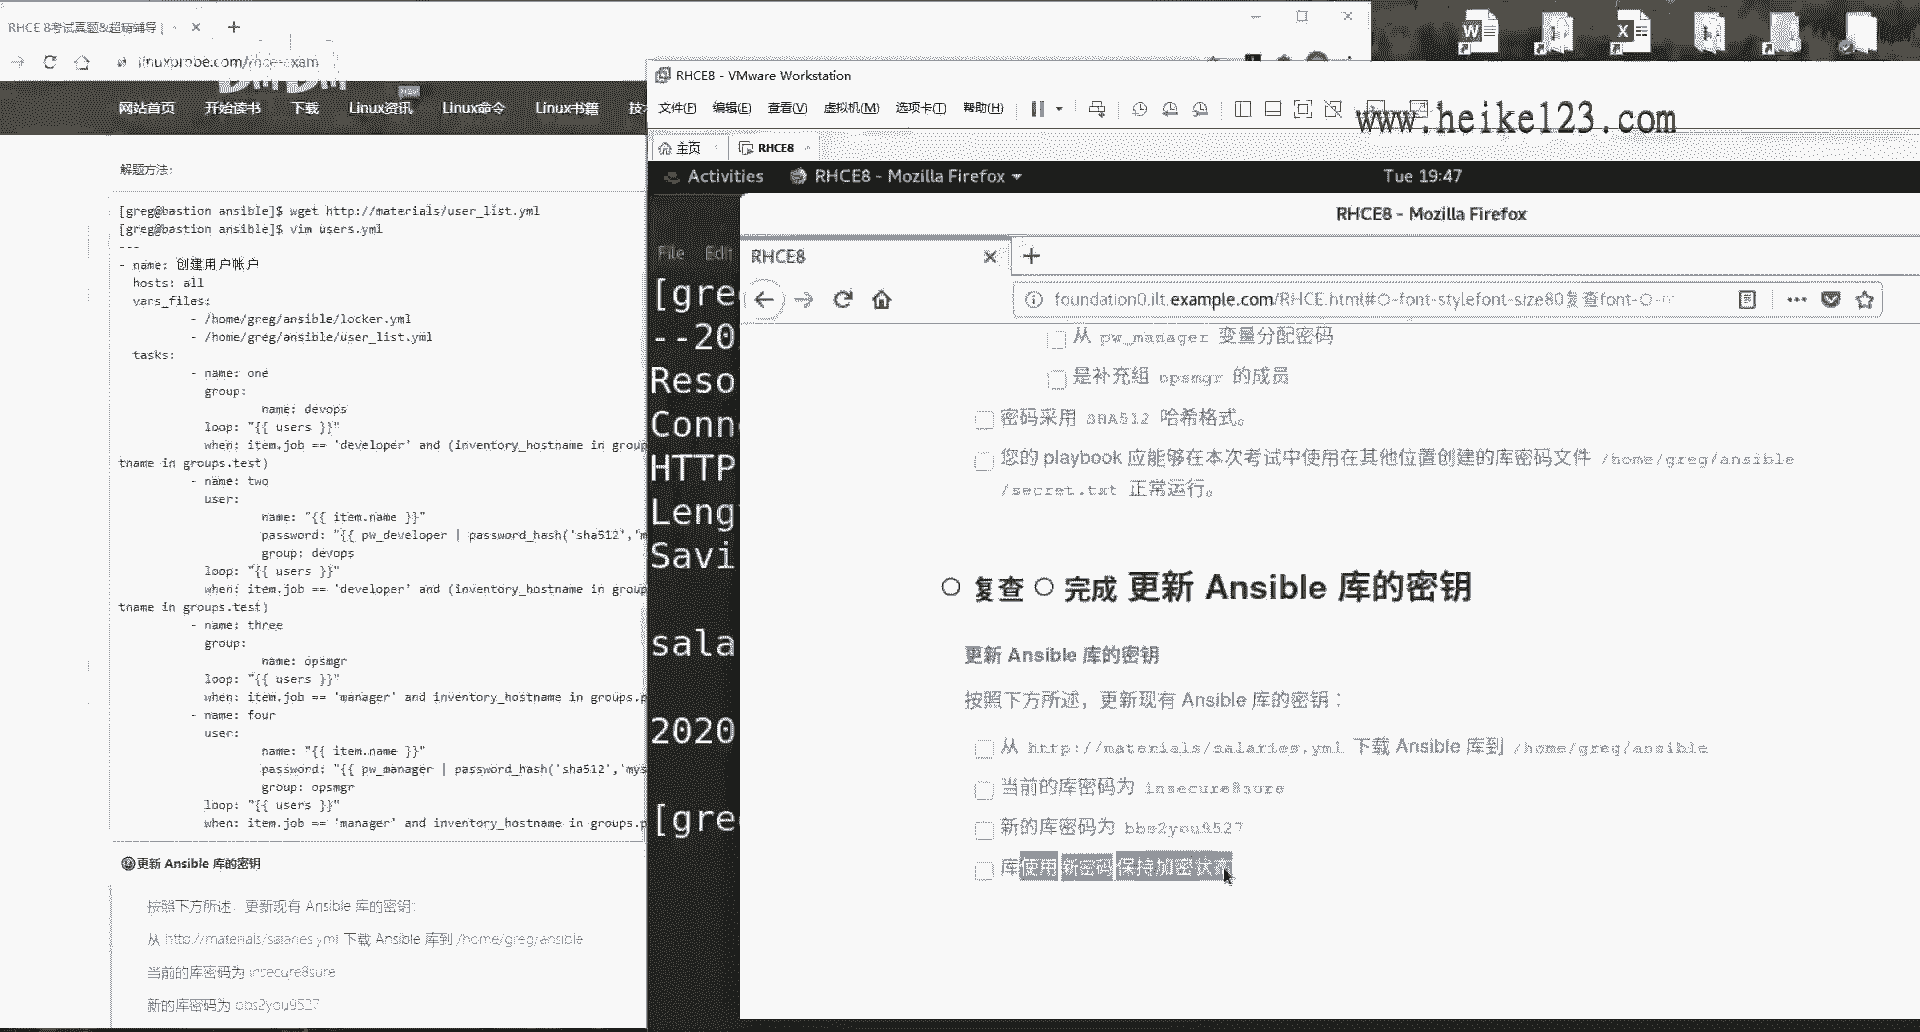 RHCE 8考试真题&超精辅导 |
linuxprobe.com/rhce-exam
网站首页
开始读书
下载
Linux资讯
Linux命令
Linux书籍
解题方法:
[greg@bastion ansible]$ wget http://materials/user_list.yml
[greg@bastion ansible]$ vim users.yml
---
- name: 创建用户帐户
hosts: all
vars_files:
- /home/greg/ansible/locker.yml
- /home/greg/ansible/user_list.yml
tasks:
- name: one
group:
name: devops
loop: "{{ users }}"
when: item.job == 'developer' and (inventory_hostname in group
tname in groups.test)
- name: two
user:
name: "{{ item.name }}"
password: "{{ pw_developer | password_hash('sha512','m
group: devops
loop: "{{ users }}"
when: item.job == 'developer' and (inventory_hostname in group
tname in groups.test)
- name: three
group:
name: opsmgr
loop: "{{ users }}"
when: item.job == 'manager' and inventory_hostname in groups.p
- name: four
user:
name: "{{ item.name }}"
password: "{{ pw_manager | password_hash('sha512','mys
group: opsmgr
loop: "{{ users }}"
when: item.job == 'manager' and inventory_hostname in groups.p
更新 Ansible 库的密钥
按照下方所述，更新现有 Ansible 库的密钥:
从 http://materials/salaries.yml 下载 Ansible 库到 /home/greg/ansible
当前的库密码为 insecure8sure
新的库密码为 bbs2you9527
RHCE8 - VMware Workstation
文件(F) 编辑(E) 查看(V) 虚拟机(M) 选项卡(T) 帮助(H)
www.heike123.com
主页
RHCE8
Activities
RHCE8 - Mozilla Firefox
Tue 19:47
RHCE8 - Mozilla Firefox
File Edit
RHCE8
foundation0.ilt.example.com/RHCE.html#O-font-stylefont-size80复查font-O-
[gre
--20
Reso
Conn
HTTP
Leng
Savi
sala
2020
[gre
从 pw_manager 变量分配密码
是补充组 opsmgr 的成员
密码采用 SHA512 哈希格式。
您的 playbook 应能够在本次考试中使用在其他位置创建的库密码文件 /home/greg/ansible
/secret.txt 正常运行。
复查 完成 更新 Ansible 库的密钥
更新 Ansible 库的密钥
按照下方所述，更新现有 Ansible 库的密钥：
从 http://materials/salaries.yml 下载 Ansible 库到 /home/greg/ansible
当前的库密码为 insecure8sure
新的库密码为 bbs2you9527
库使用新密码保持加密状态